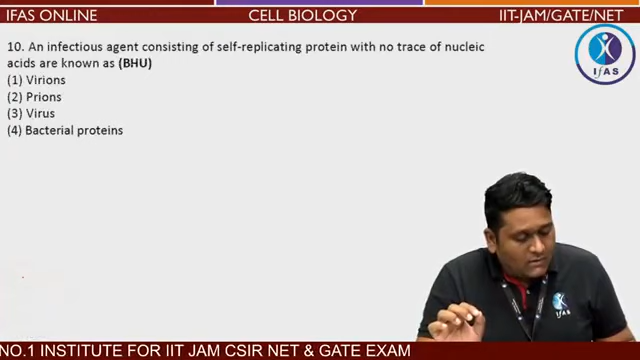 IFAS ONLINE CELL BIOLOGY IIT-JAM/GATE/NET
10. An infectious agent consisting of self-replicating protein with no trace of nucleic
acids are known as (BHU)
(1) Virions
(2) Prions
(3) Virus
(4) Bacterial proteins
IFAS
IFAS
NO.1 INSTITUTE FOR IIT JAM CSIR NET & GATE EXAM